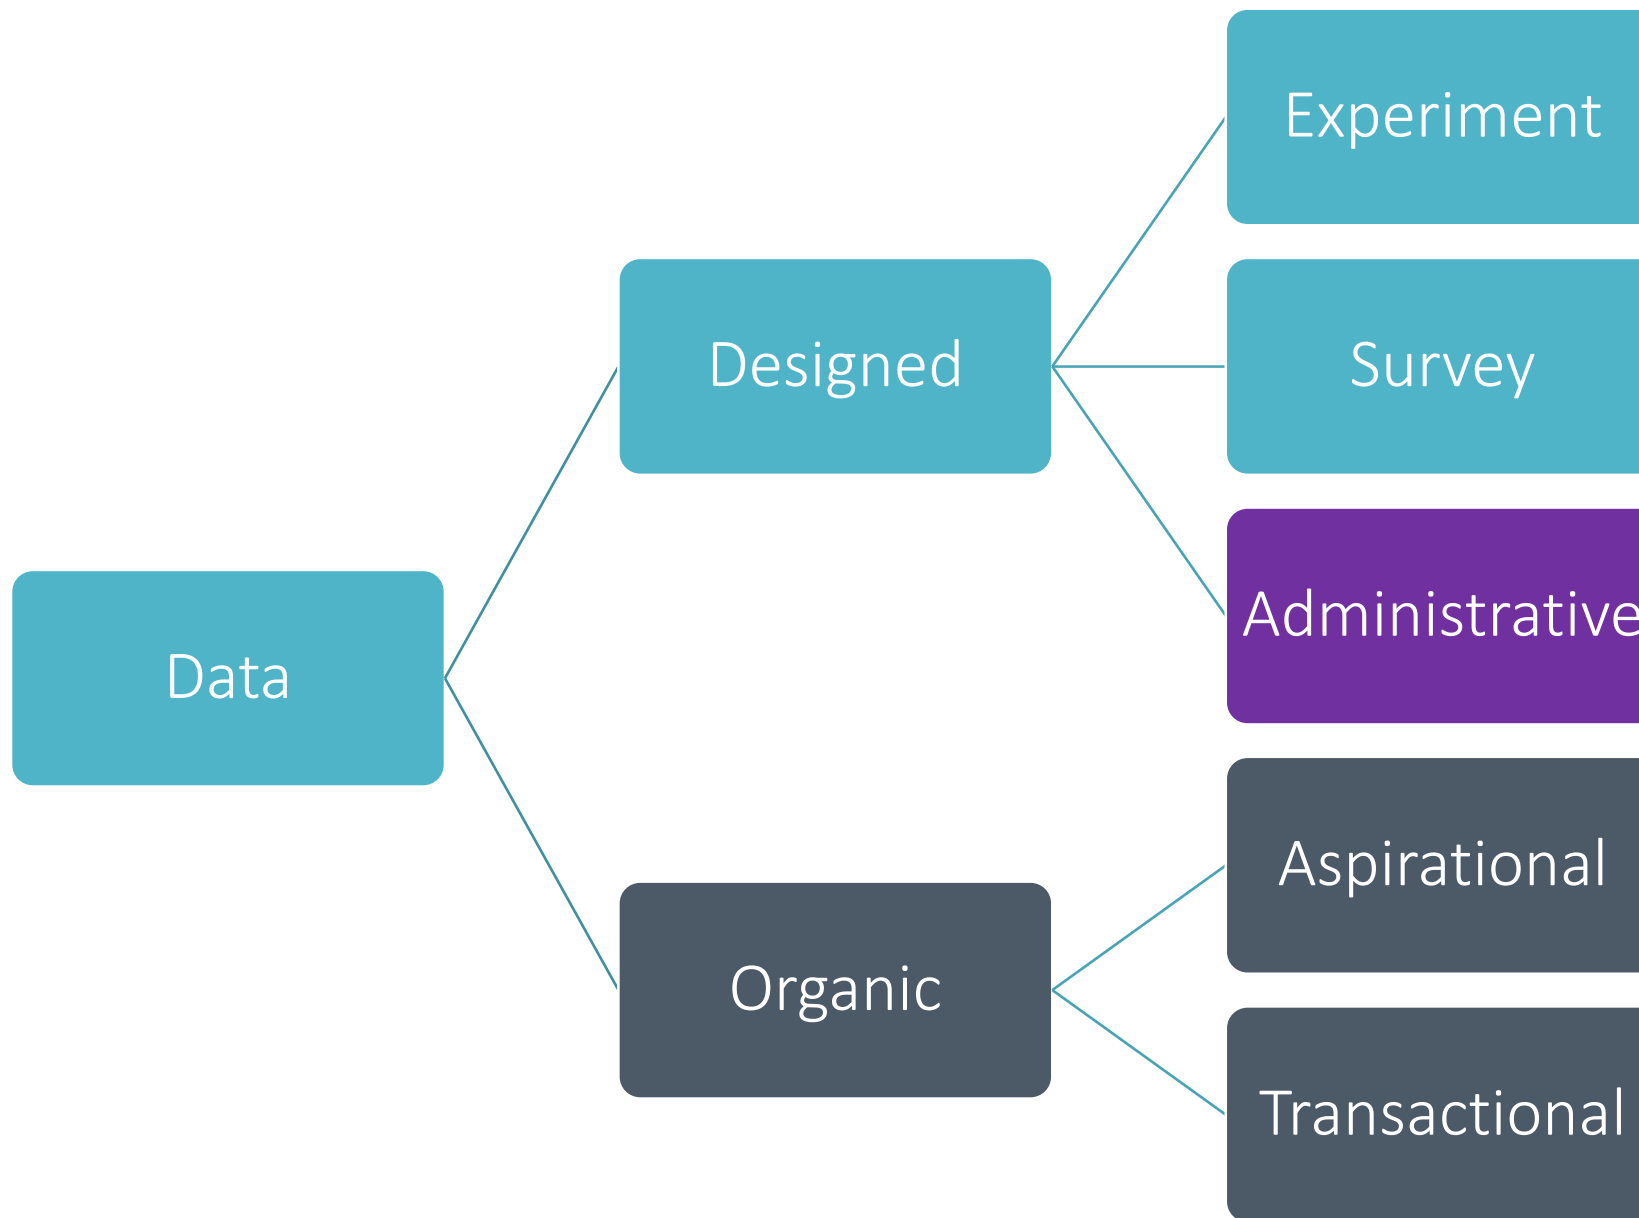 Data
Designed
Experiment
Survey
Administrative
Organic
Aspirational
Transactional